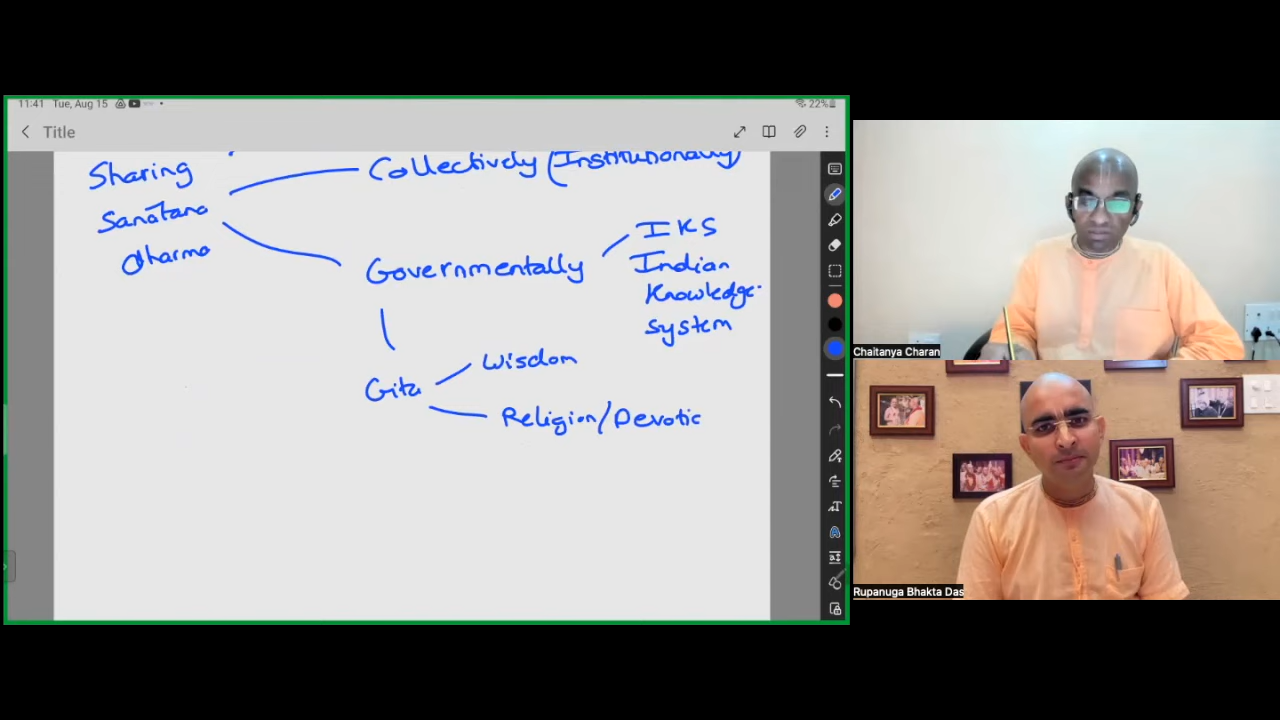 11:41 Tue, Aug 15
22%
Title
Sharing
Sanātana
Dharma
Collectively (Institutionally)
Governmentally
IKS
Indian
Knowledge
System
Gita
Wisdom
Religion/Devotic
Chaitanya Charan
Rupanuga Bhakta Das